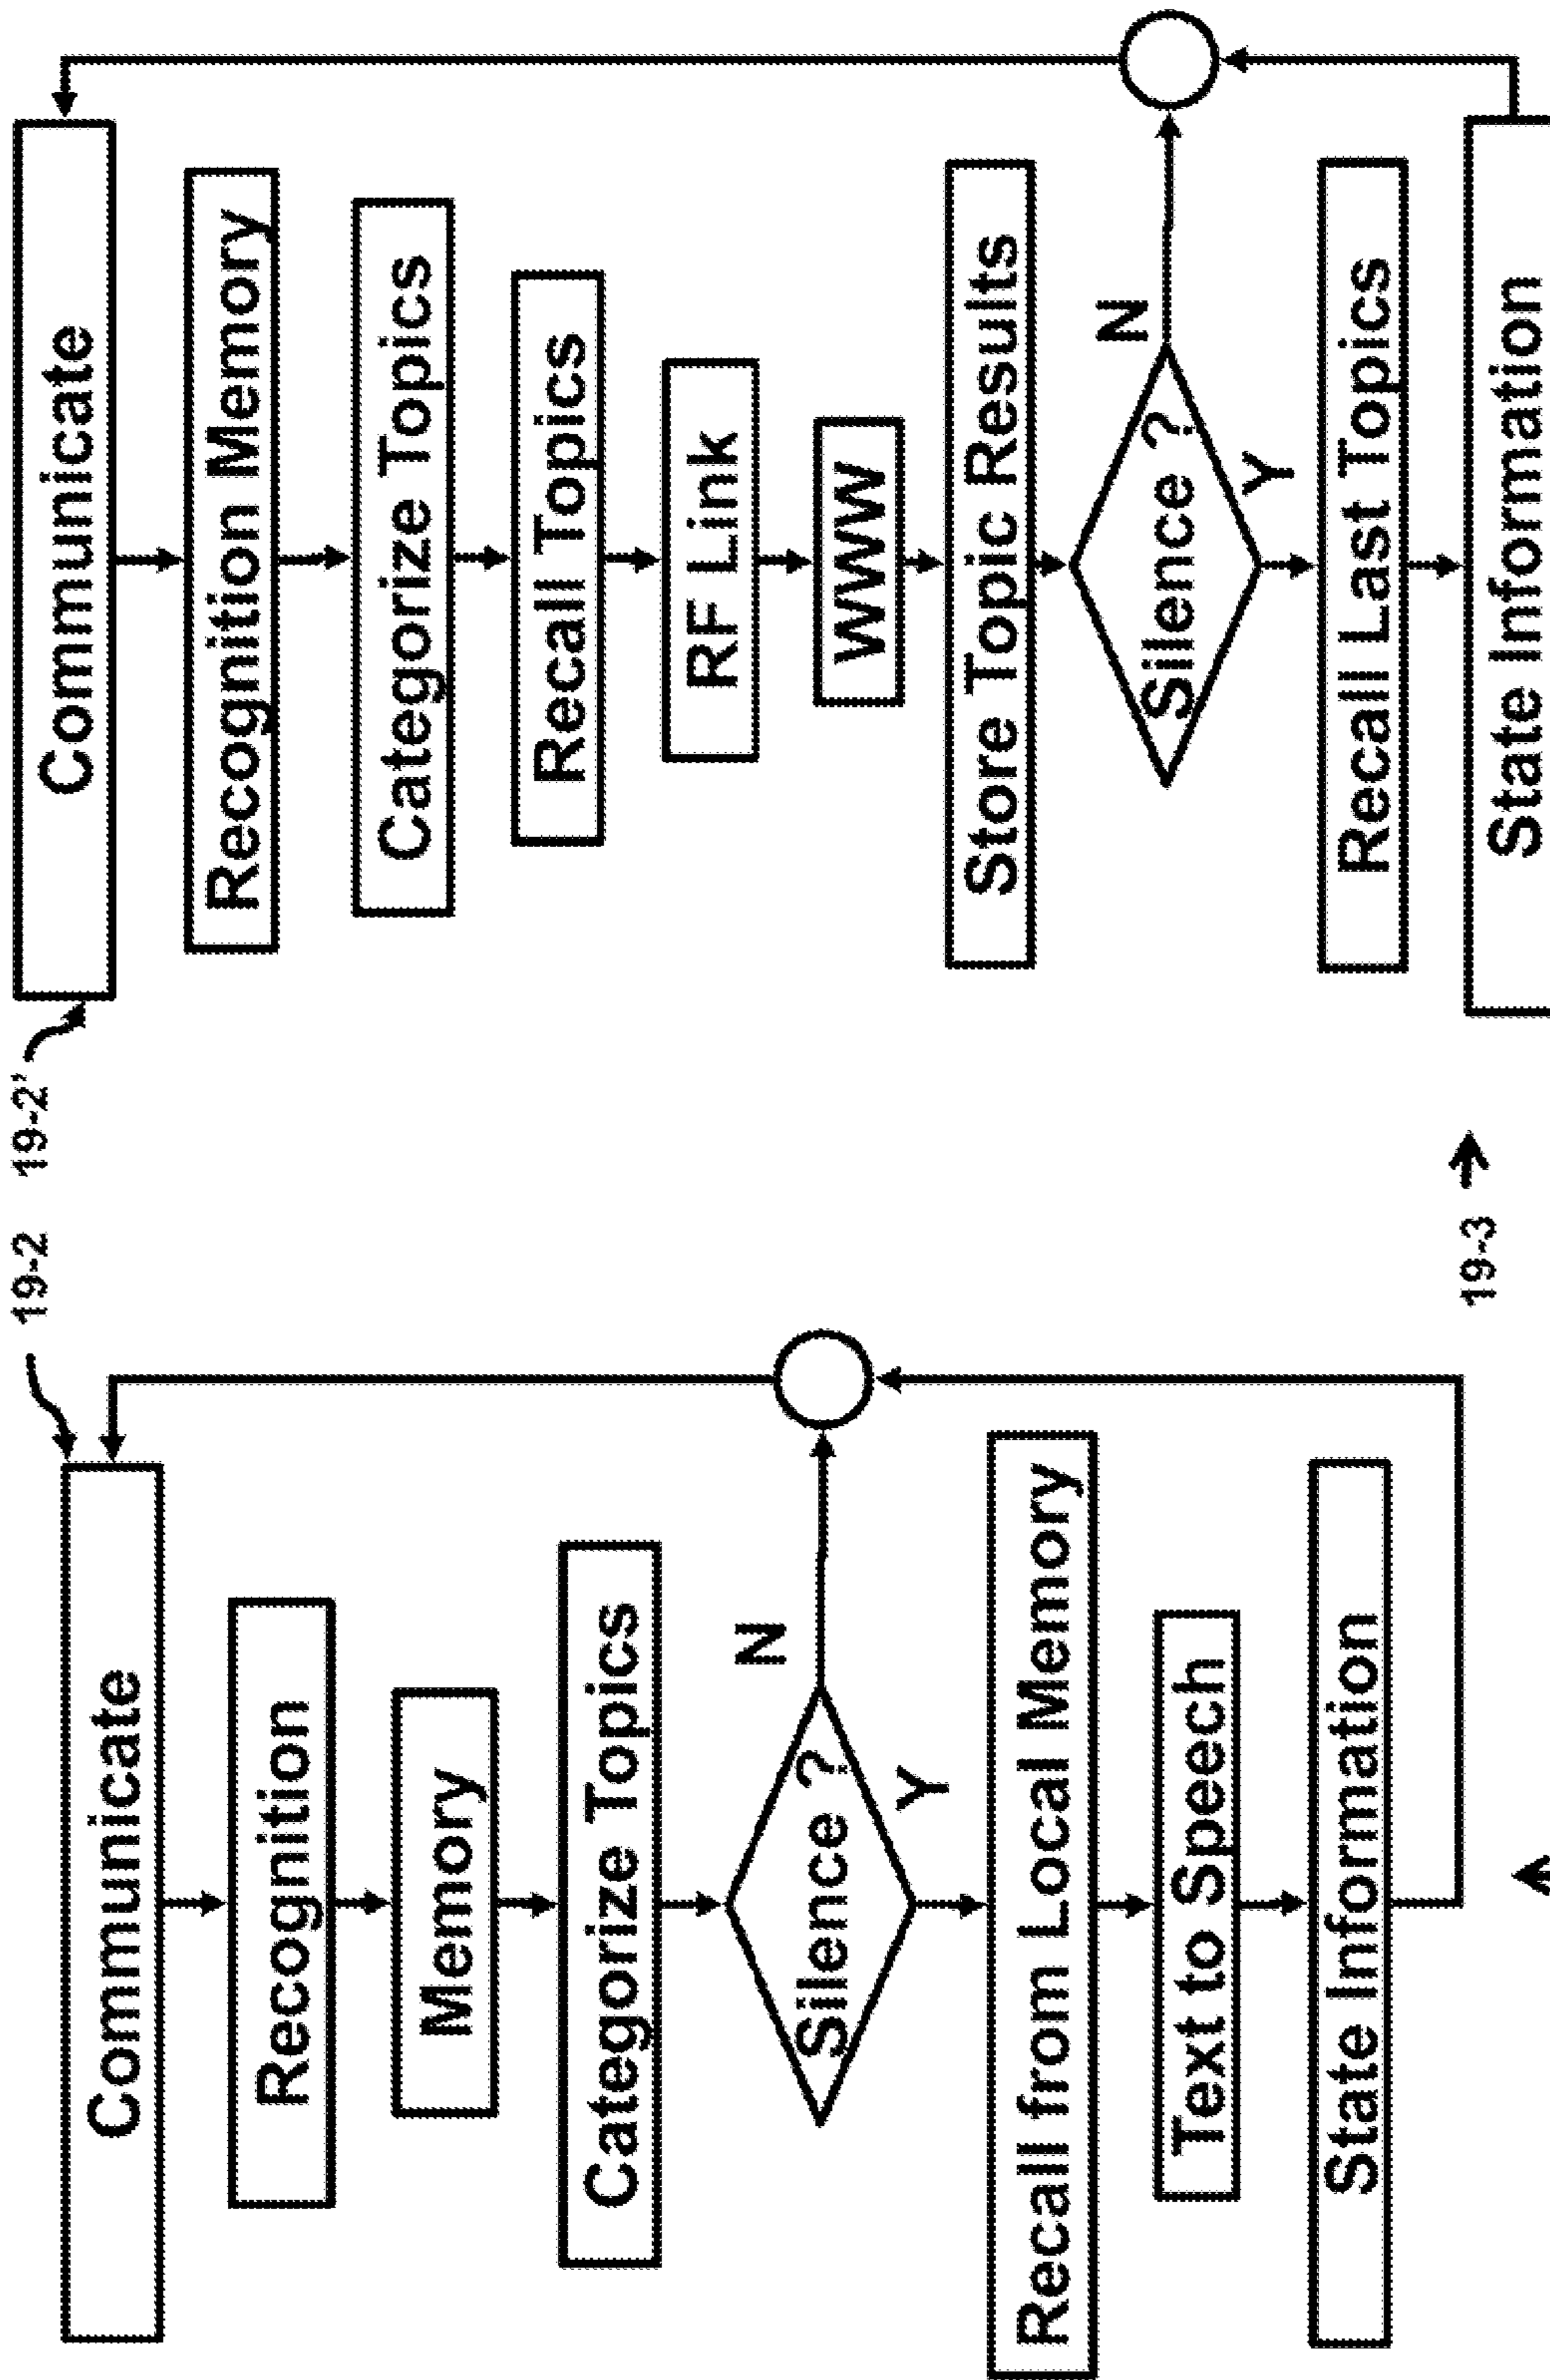 19-2
Communicate
Recognition
Memory
Categorize Topics
Silence ?
N
Y
Recall from Local Memory
Text to Speech
State Information
19-2'
Communicate
Recognition Memory
Categorize Topics
Recall Topics
RF Link
WWW
Store Topic Results
Silence ?
N
Y
Recall Last Topics
State Information
19-3